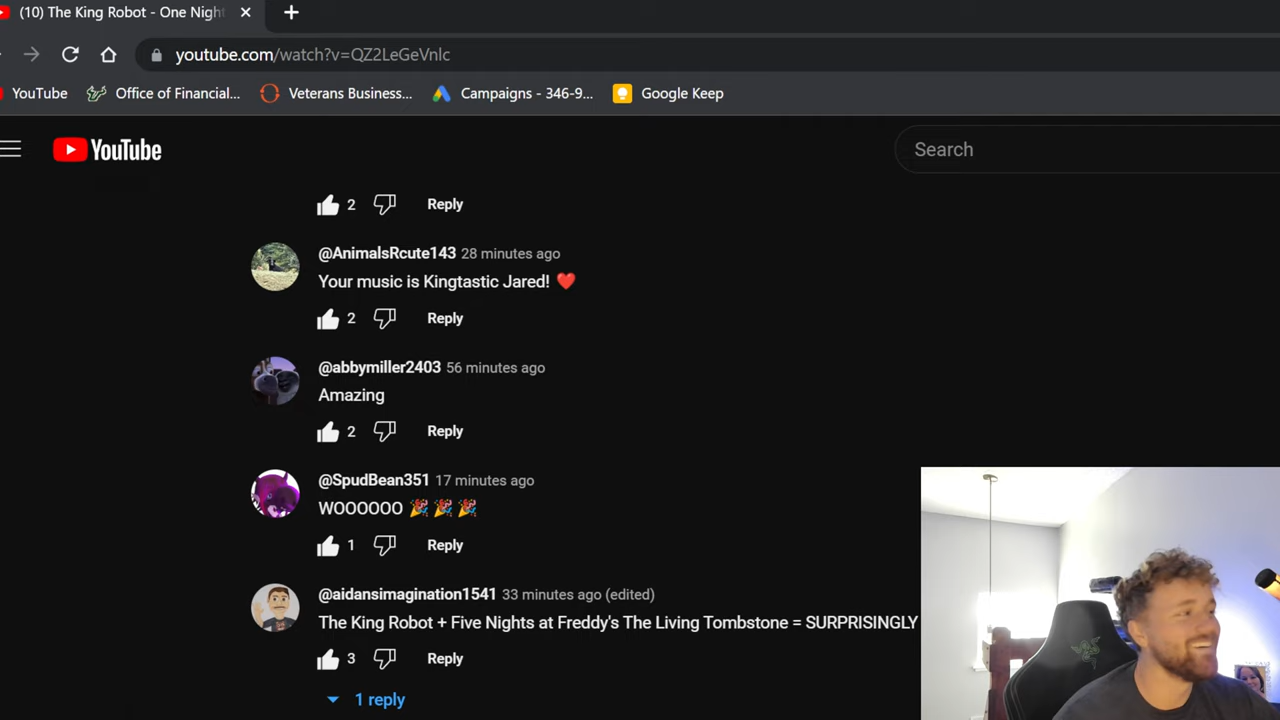 (10) The King Robot - One Night
youtube.com/watch?v=QZ2LeGeVnlc
YouTube
Office of Financial...
Veterans Business...
Campaigns - 346-9...
Google Keep
YouTube
Search
2
Reply
@AnimalsRcute143 28 minutes ago
Your music is Kingtastic Jared! ❤️
2
Reply
@abbymiller2403 56 minutes ago
Amazing
2
Reply
@SpudBean351 17 minutes ago
WOOOOOO 🎉 🎉 🎉
1
Reply
@aidansimagination1541 33 minutes ago (edited)
The King Robot + Five Nights at Freddy's The Living Tombstone = SURPRISINGLY
3
Reply
1 reply